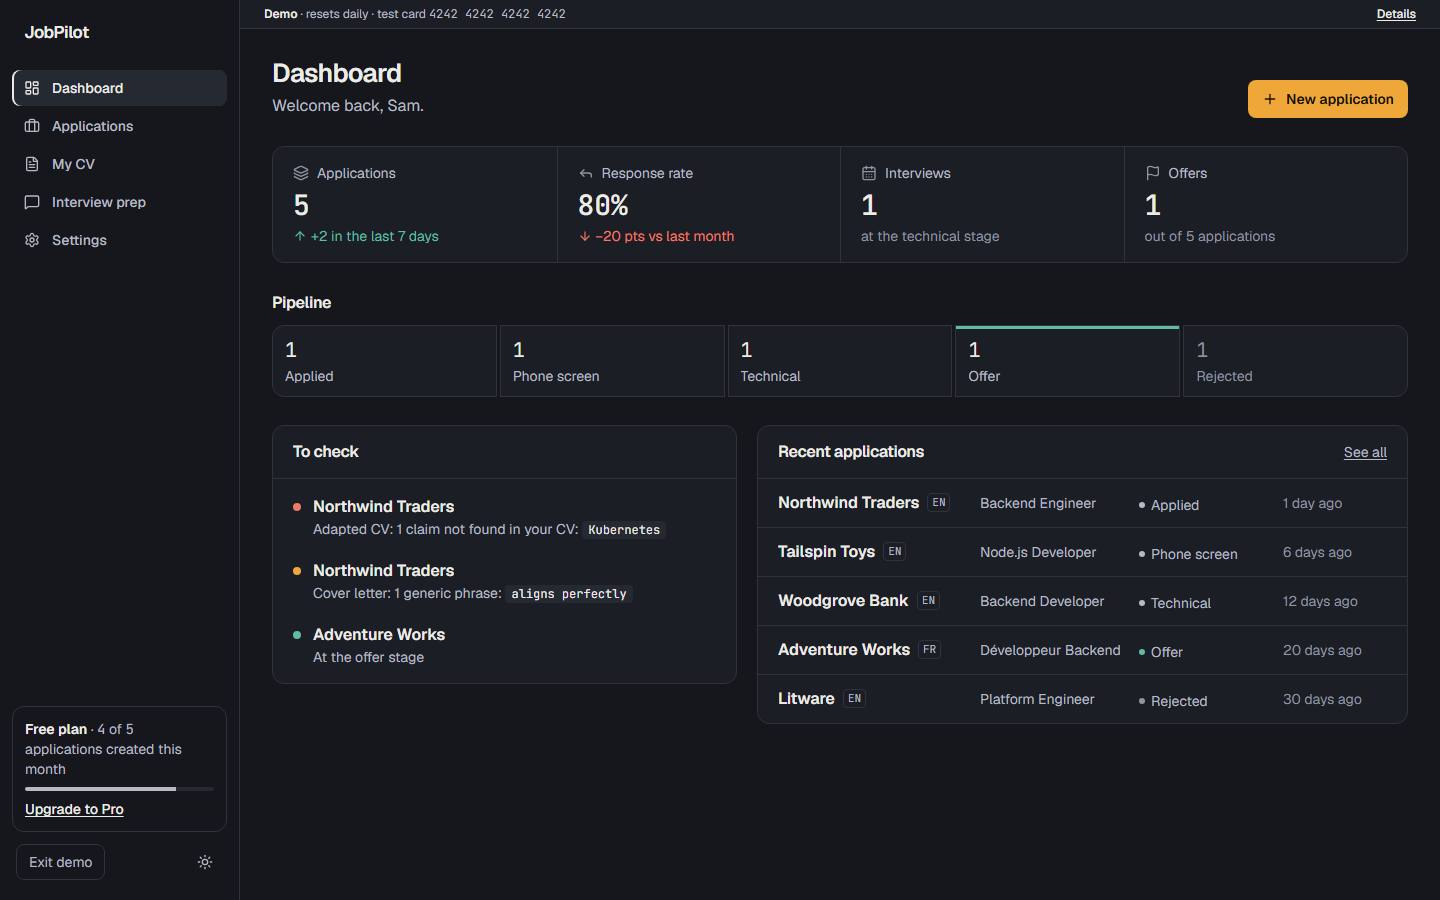 JobPilot
Dashboard
Applications
My CV
Interview prep
Settings
Free plan · 4 of 5
applications created this
month
Upgrade to Pro
Exit demo
Demo · resets daily · test card 4242 4242 4242 4242
Details
Dashboard
Welcome back, Sam.
New application
Applications
5
+2 in the last 7 days
Response rate
80%
−20 pts vs last month
Interviews
1
at the technical stage
Offers
1
out of 5 applications
Pipeline
1
Applied
1
Phone screen
1
Technical
1
Offer
1
Rejected
To check
Northwind Traders
Adapted CV: 1 claim not found in your CV: Kubernetes
Northwind Traders
Cover letter: 1 generic phrase: aligns perfectly
Adventure Works
At the offer stage
Recent applications
See all
Northwind Traders EN Backend Engineer Applied 1 day ago
Tailspin Toys EN Node.js Developer Phone screen 6 days ago
Woodgrove Bank EN Backend Developer Technical 12 days ago
Adventure Works FR Développeur Backend Offer 20 days ago
Litware EN Platform Engineer Rejected 30 days ago